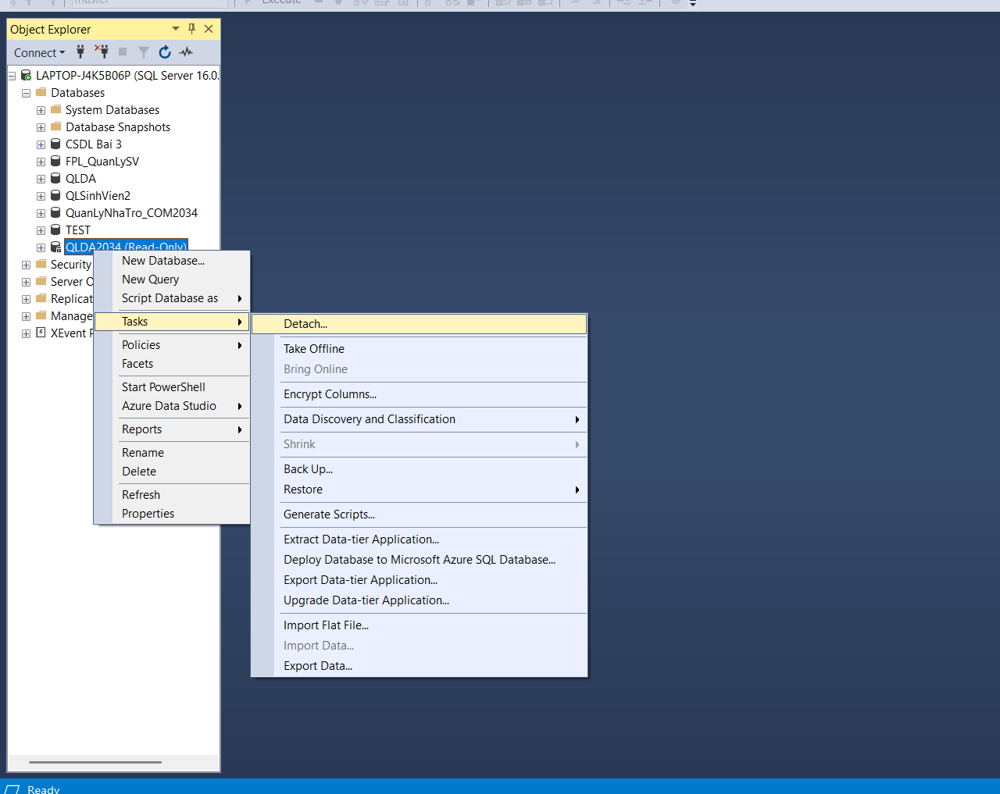 master
Execute
Object Explorer
Connect
LAPTOP-J4K5B06P (SQL Server 16.0.
Databases
System Databases
Database Snapshots
CSDL Bai 3
FPL_QuanLySV
QLDA
QLSinhVien2
QuanLyNhaTro_COM2034
TEST
QLDA2034 (Read-Only)
Security
Server O
Replicat
Manage
XEvent P
New Database...
New Query
Script Database as
Tasks
Policies
Facets
Start PowerShell
Azure Data Studio
Reports
Rename
Delete
Refresh
Properties
Detach...
Take Offline
Bring Online
Encrypt Columns...
Data Discovery and Classification
Shrink
Back Up...
Restore
Generate Scripts...
Extract Data-tier Application...
Deploy Database to Microsoft Azure SQL Database...
Export Data-tier Application...
Upgrade Data-tier Application...
Import Flat File...
Import Data...
Export Data...
Ready